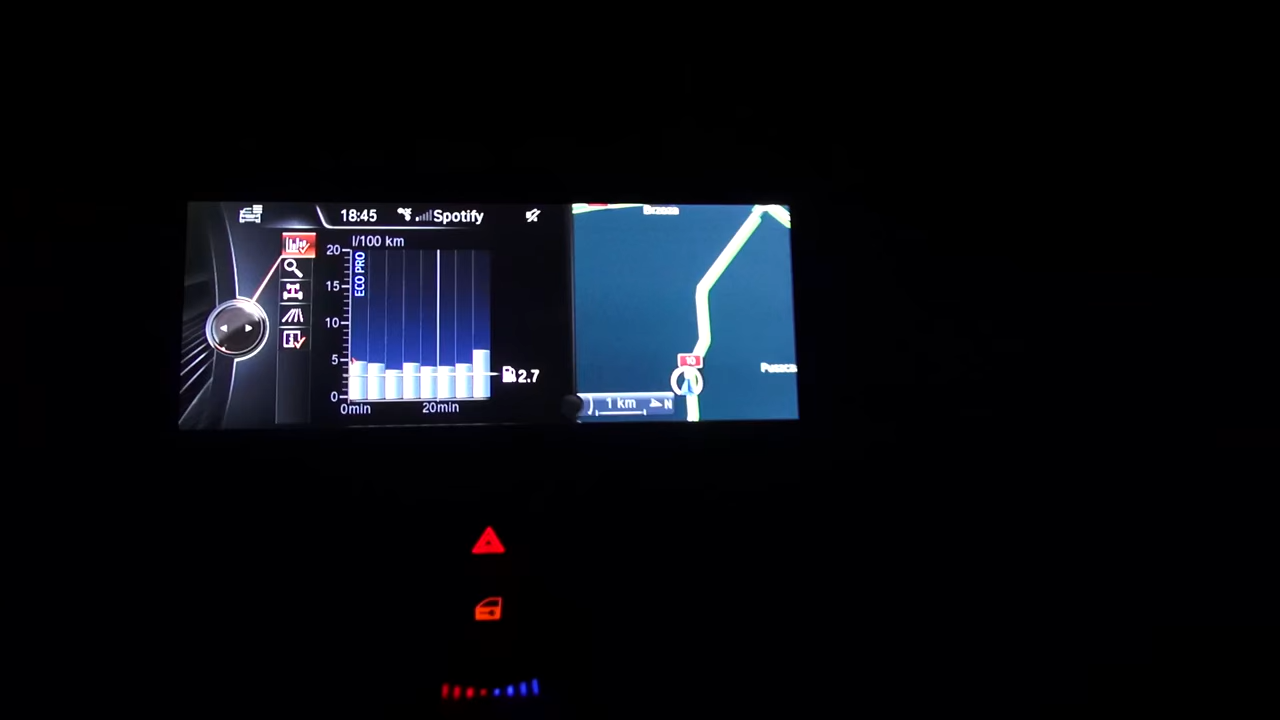 18:45 Spotify
l/100 km
20
15
10
5
0
ECO PRO
2.7
0min 20min
10
1 km N